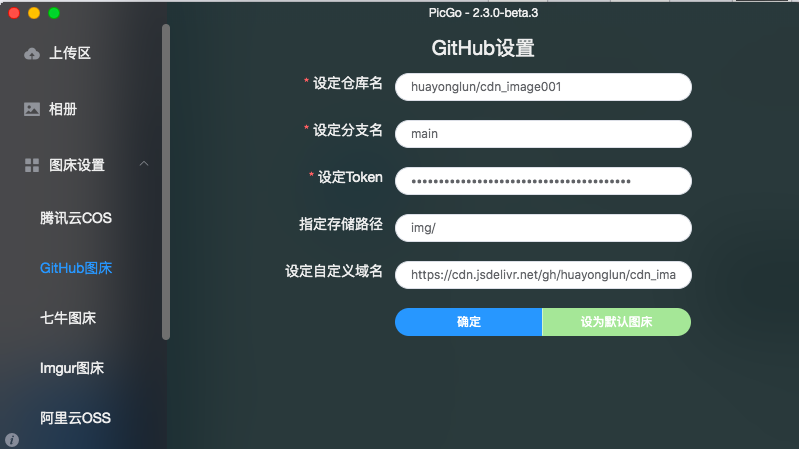 PicGo - 2.3.0-beta.3
上传区
相册
图床设置
腾讯云COS
GitHub图床
七牛图床
Imgur图床
阿里云OSS
GitHub设置
* 设定仓库名
huayonglun/cdn_image001
* 设定分支名
main
* 设定Token
••••••••••••••••••••••••••••••••••••••••
指定存储路径
img/
设定自定义域名
https://cdn.jsdelivr.net/gh/huayonglun/cdn_ima
确定
设为默认图床